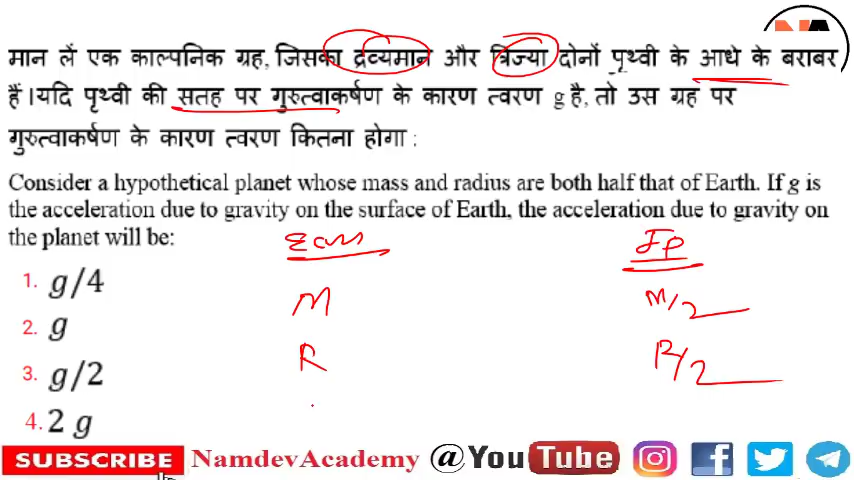 मान लें एक काल्पनिक ग्रह, जिसका द्रव्यमान और त्रिज्या दोनों पृथ्वी के आधे के बराबर
हैं।यदि पृथ्वी की सतह पर गुरुत्वाकर्षण के कारण त्वरण g है, तो उस ग्रह पर
गुरुत्वाकर्षण के कारण त्वरण कितना होगा :
Consider a hypothetical planet whose mass and radius are both half that of Earth. If g is
the acceleration due to gravity on the surface of Earth, the acceleration due to gravity on
the planet will be:
1. g/4
2. g
3. g/2
4. 2 g
M
M/2
R
R/2
SUBSCRIBE NamdevAcademy @YouTube